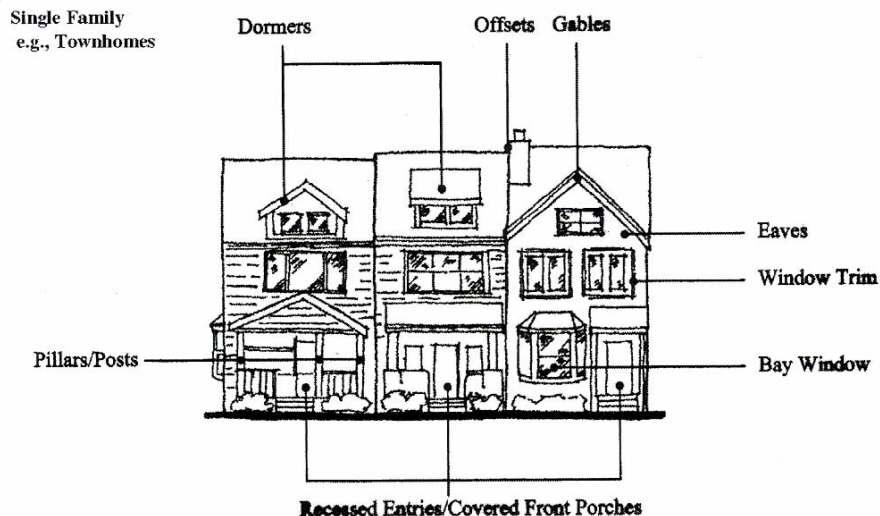 Single Family
e.g., Townhomes
Dormers
Offsets
Gables
Eaves
Window Trim
Pillars/Posts
Bay Window
Recessed Entries/Covered Front Porches